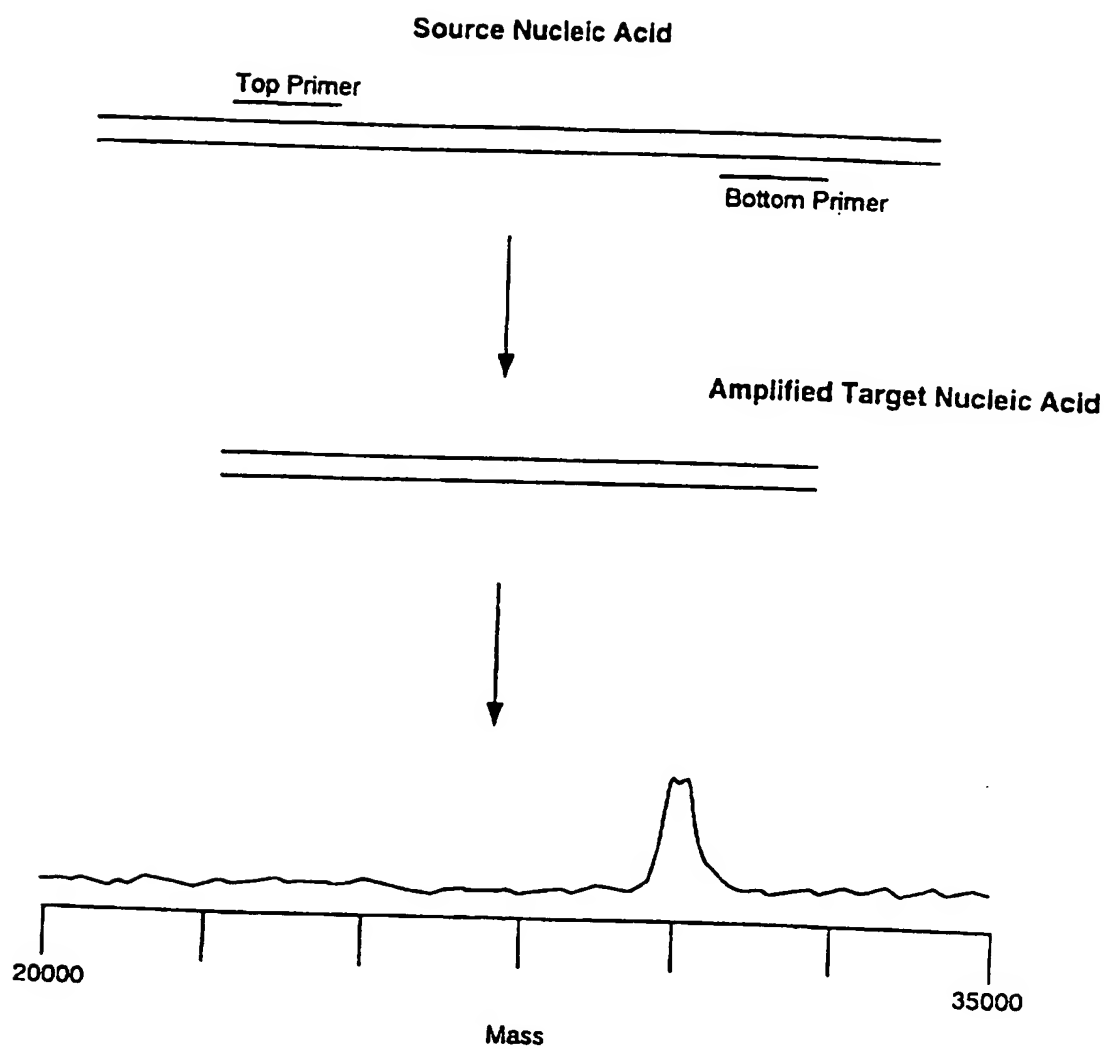 Source Nucleic Acid
Top Primer
Bottom Primer
Amplified Target Nucleic Acid
20000
35000
Mass